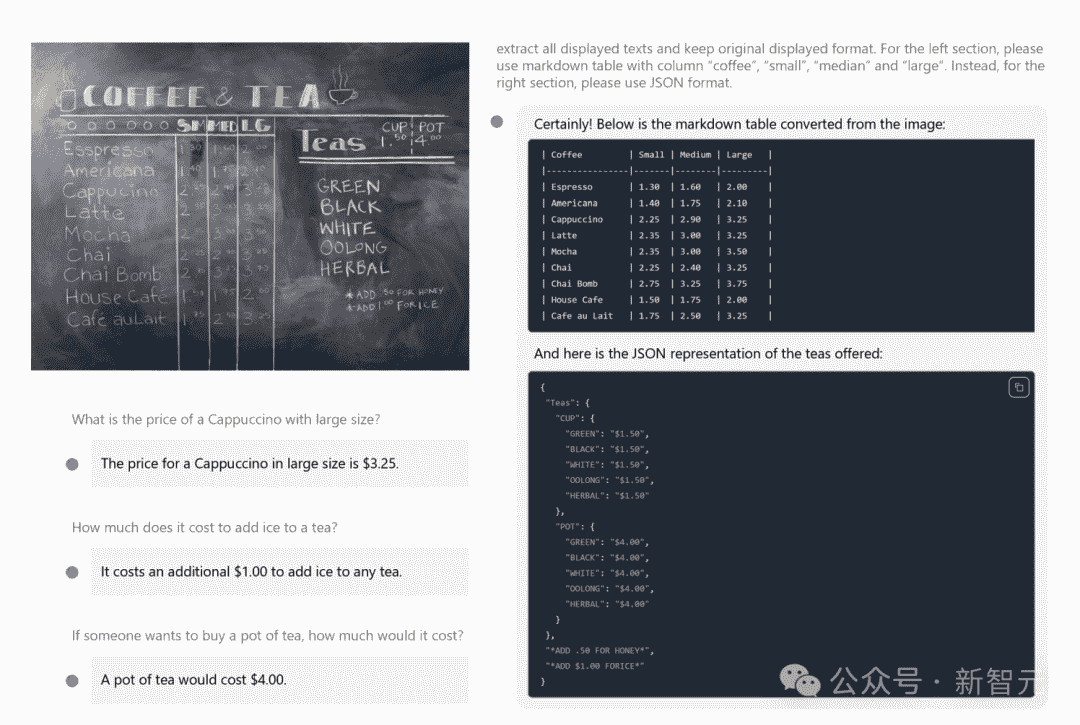 COFFEE & TEA
SM MED LG
Esspresso
Americana
Cappucino
Latte
Mocha
Chai
Chai Bomb
House Café
Café auLait
Teas CUP 1.50 POT 4.00
GREEN
BLACK
WHITE
OOLONG
HERBAL
*ADD .50 FOR HONEY
*ADD 1.00 FORICE
What is the price of a Cappuccino with large size?
The price for a Cappuccino in large size is $3.25.
How much does it cost to add ice to a tea?
It costs an additional $1.00 to add ice to any tea.
If someone wants to buy a pot of tea, how much would it cost?
A pot of tea would cost $4.00.
extract all displayed texts and keep original displayed format. For the left section, please
use markdown table with column "coffee", "small", "median" and "large". Instead, for the
right section, please use JSON format.
Certainly! Below is the markdown table converted from the image:
| Coffee | Small | Medium | Large |
|----------------|-------|--------|---------|
| Espresso | 1.30 | 1.60 | 2.00 |
| Americana | 1.40 | 1.75 | 2.10 |
| Cappuccino | 2.25 | 2.90 | 3.25 |
| Latte | 2.35 | 3.00 | 3.25 |
| Mocha | 2.35 | 3.00 | 3.50 |
| Chai | 2.25 | 2.40 | 3.25 |
| Chai Bomb | 2.75 | 3.25 | 3.75 |
| House Cafe | 1.50 | 1.75 | 2.00 |
| Cafe au Lait | 1.75 | 2.50 | 3.25 |
And here is the JSON representation of the teas offered:
{
"Teas": {
"CUP": {
"GREEN": "$1.50",
"BLACK": "$1.50",
"WHITE": "$1.50",
"OOLONG": "$1.50",
"HERBAL": "$1.50"
},
"POT": {
"GREEN": "$4.00",
"BLACK": "$4.00",
"WHITE": "$4.00",
"OOLONG": "$4.00",
"HERBAL": "$4.00"
}
},
"*ADD .50 FOR HONEY*",
"*ADD $1.00 FORICE*"
}
公众号 · 新智元